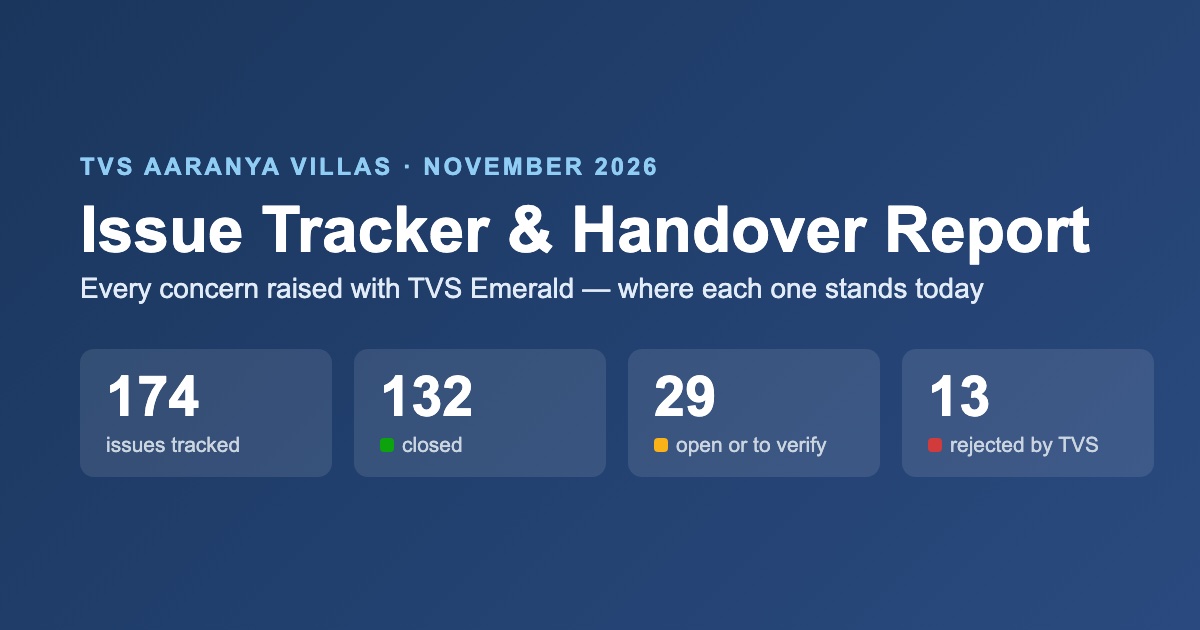 TVS AARANYA VILLAS · NOVEMBER 2026
Issue Tracker & Handover Report
Every concern raised with TVS Emerald — where each one stands today
174
issues tracked
132
closed
29
open or to verify
13
rejected by TVS